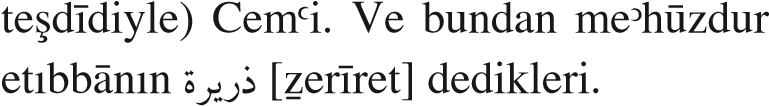 teşdīdiyle) Cemʿi. Ve bundan meʾhūzdur
etıbbānın ذريرة [ẕerīret] dedikleri.